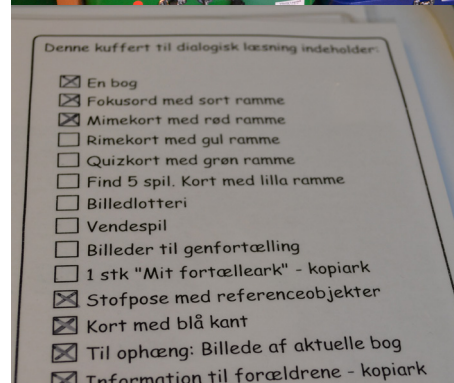 Denne kuffert til dialogisk læsning indeholder:
En bog
Fokusord med sort ramme
Mimekort med rød ramme
Rimekort med gul ramme
Quizkort med grøn ramme
Find 5 spil. Kort med lilla ramme
Billedlotteri
Vendespil
Billeder til genfortælling
1 stk "Mit fortælleark" - kopiark
Stofpose med referenceobjekter
Kort med blå kant
Til ophæng: Billede af aktuelle bog
Information til forældrene - kopiark